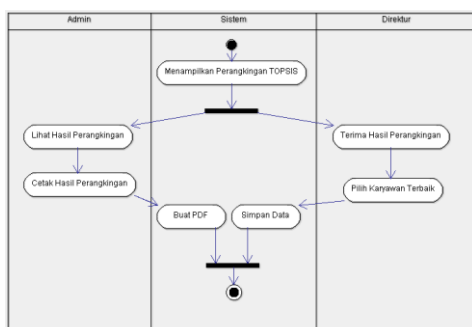 Admin
Sistem
Direktur
Menampilkan Perangkingan TOPSIS
Lihat Hasil Perangkingan
Terima Hasil Perangkingan
Cetak Hasil Perangkingan
Pilih Karyawan Terbaik
Buat PDF
Simpan Data